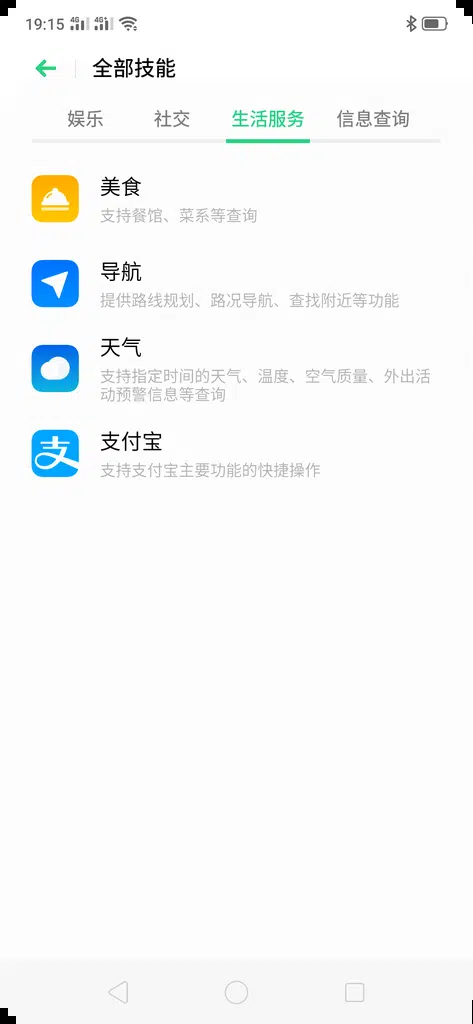 19:15 4G 4G
全部技能
娱乐 社交 生活服务 信息查询
美食
支持餐馆、菜系等查询
导航
提供路线规划、路况导航、查找附近等功能
天气
支持指定时间的天气、温度、空气质量、外出活
动预警信息等查询
支
支付宝
支持支付宝主要功能的快捷操作